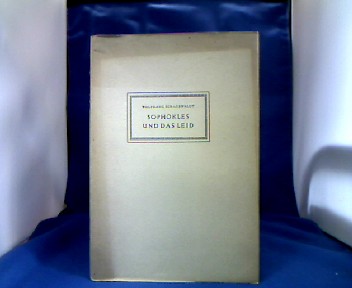 WOLFGANG SCHADEWALDT
SOPHOKLES
UND DAS LEID